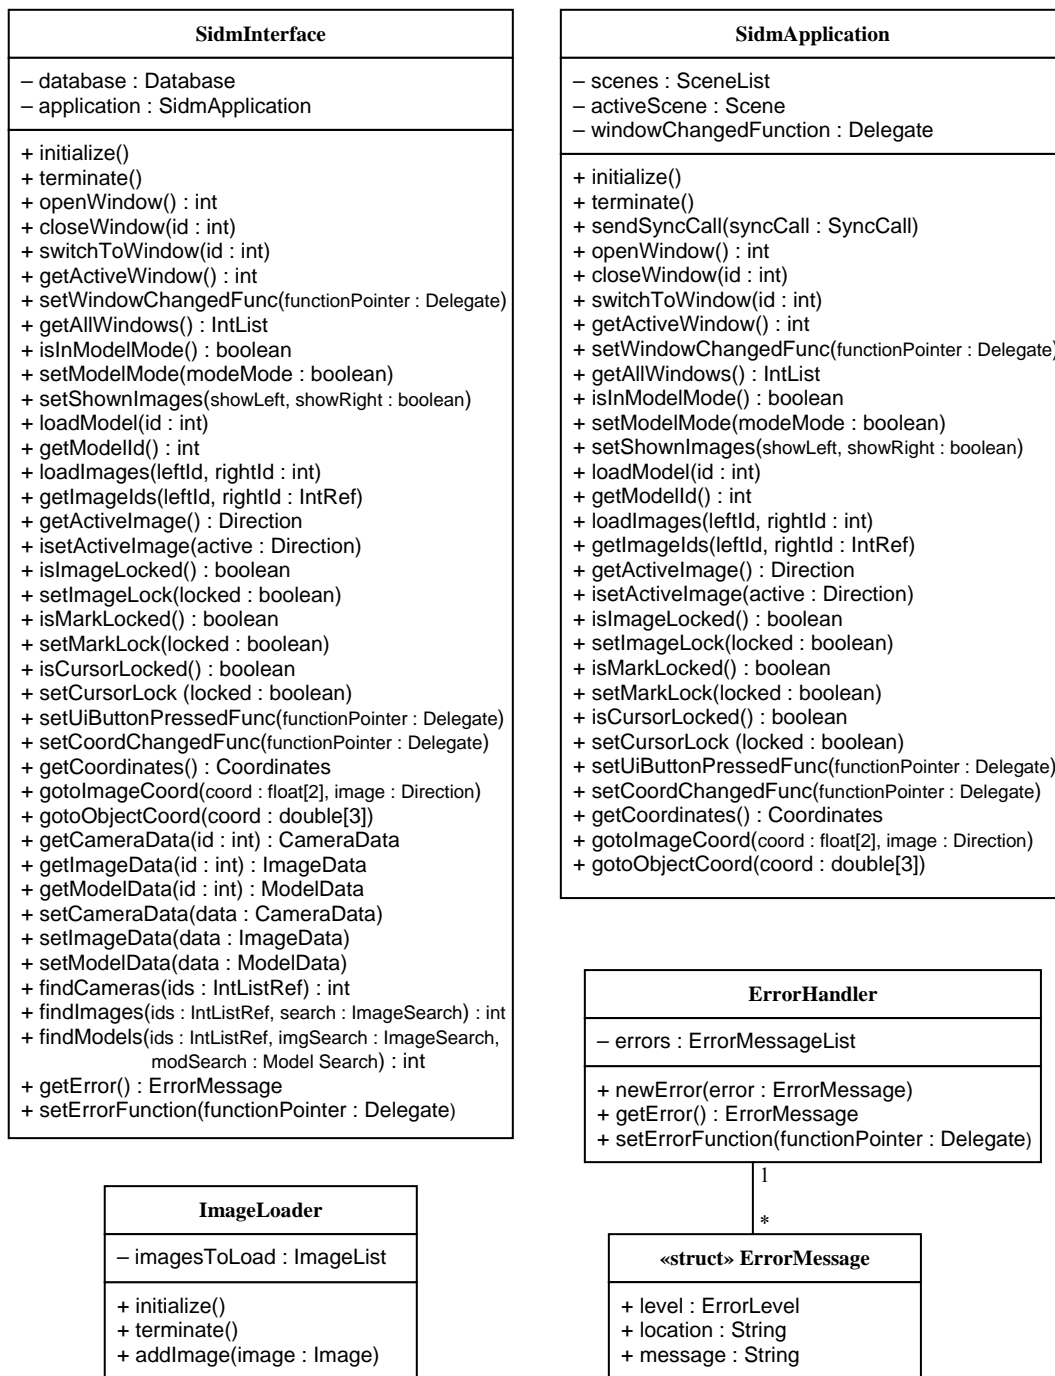 SidmInterface
– database : Database
– application : SidmApplication
+ initialize()
+ terminate()
+ openWindow() : int
+ closeWindow(id : int)
+ switchToWindow(id : int)
+ getActiveWindow() : int
+ setWindowChangedFunc(functionPointer : Delegate)
+ getAllWindows() : IntList
+ isInModelMode() : boolean
+ setModelMode(modeMode : boolean)
+ setShownImages(showLeft, showRight : boolean)
+ loadModel(id : int)
+ getModelId() : int
+ loadImages(leftId, rightId : int)
+ getImageIds(leftId, rightId : IntRef)
+ getActiveImage() : Direction
+ isetActiveImage(active : Direction)
+ isImageLocked() : boolean
+ setImageLock(locked : boolean)
+ isMarkLocked() : boolean
+ setMarkLock(locked : boolean)
+ isCursorLocked() : boolean
+ setCursorLock (locked : boolean)
+ setUiButtonPressedFunc(functionPointer : Delegate)
+ setCoordChangedFunc(functionPointer : Delegate)
+ getCoordinates() : Coordinates
+ gotoImageCoord(coord : float[2], image : Direction)
+ gotoObjectCoord(coord : double[3])
+ getCameraData(id : int) : CameraData
+ getImageData(id : int) : ImageData
+ getModelData(id : int) : ModelData
+ setCameraData(data : CameraData)
+ setImageData(data : ImageData)
+ setModelData(data : ModelData)
+ findCameras(ids : IntListRef) : int
+ findImages(ids : IntListRef, search : ImageSearch) : int
+ findModels(ids : IntListRef, imgSearch : ImageSearch,
modSearch : Model Search) : int
+ getError() : ErrorMessage
+ setErrorFunction(functionPointer : Delegate)
SidmApplication
– scenes : SceneList
– activeScene : Scene
– windowChangedFunction : Delegate
+ initialize()
+ terminate()
+ sendSyncCall(syncCall : SyncCall)
+ openWindow() : int
+ closeWindow(id : int)
+ switchToWindow(id : int)
+ getActiveWindow() : int
+ setWindowChangedFunc(functionPointer : Delegate)
+ getAllWindows() : IntList
+ isInModelMode() : boolean
+ setModelMode(modeMode : boolean)
+ setShownImages(showLeft, showRight : boolean)
+ loadModel(id : int)
+ getModelId() : int
+ loadImages(leftId, rightId : int)
+ getImageIds(leftId, rightId : IntRef)
+ getActiveImage() : Direction
+ isetActiveImage(active : Direction)
+ isImageLocked() : boolean
+ setImageLock(locked : boolean)
+ isMarkLocked() : boolean
+ setMarkLock(locked : boolean)
+ isCursorLocked() : boolean
+ setCursorLock (locked : boolean)
+ setUiButtonPressedFunc(functionPointer : Delegate)
+ setCoordChangedFunc(functionPointer : Delegate)
+ getCoordinates() : Coordinates
+ gotoImageCoord(coord : float[2], image : Direction)
+ gotoObjectCoord(coord : double[3])
ErrorHandler
– errors : ErrorMessageList
+ newError(error : ErrorMessage)
+ getError() : ErrorMessage
+ setErrorFunction(functionPointer : Delegate)
1
*
ImageLoader
– imagesToLoad : ImageList
+ initialize()
+ terminate()
+ addImage(image : Image)
«struct» ErrorMessage
+ level : ErrorLevel
+ location : String
+ message : String